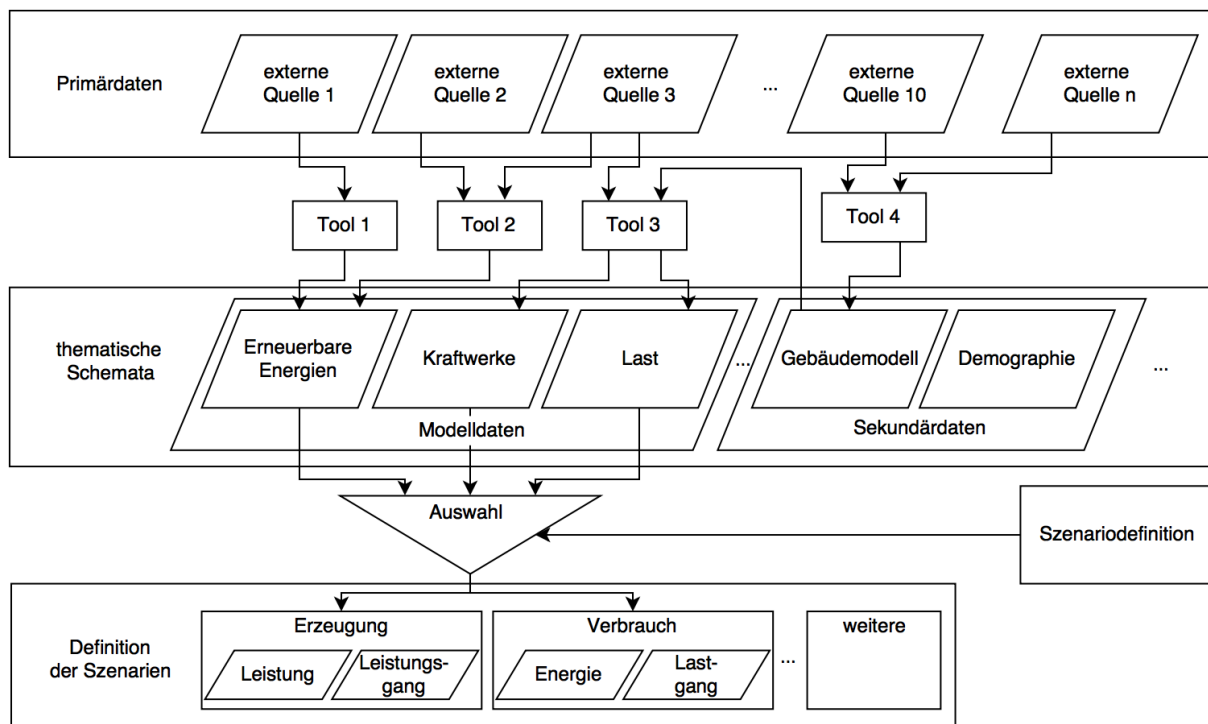 Primärdaten
externe
Quelle 1
externe
Quelle 2
externe
Quelle 3
...
externe
Quelle 10
externe
Quelle n
Tool 1
Tool 2
Tool 3
Tool 4
thematische
Schemata
Erneuerbare
Energien
Kraftwerke
Last
...
Modelldaten
Gebäudemodell
Demographie
Sekundärdaten
...
Auswahl
Szenariodefinition
Definition
der Szenarien
Erzeugung
Leistung
Leistungs-
gang
Verbrauch
Energie
Last-
gang
...
weitere